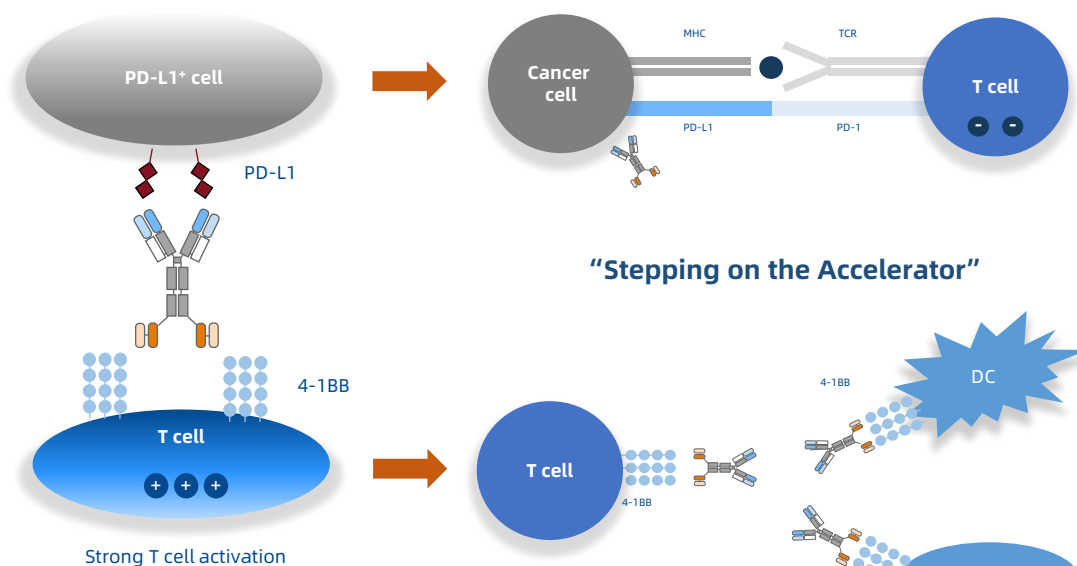 PD-L1⁺ cell
PD-L1
4-1BB
T cell
+ + +
Strong T cell activation
MHC
TCR
Cancer
cell
T cell
- -
PD-L1
PD-1
“Stepping on the Accelerator”
4-1BB
DC
T cell
4-1BB